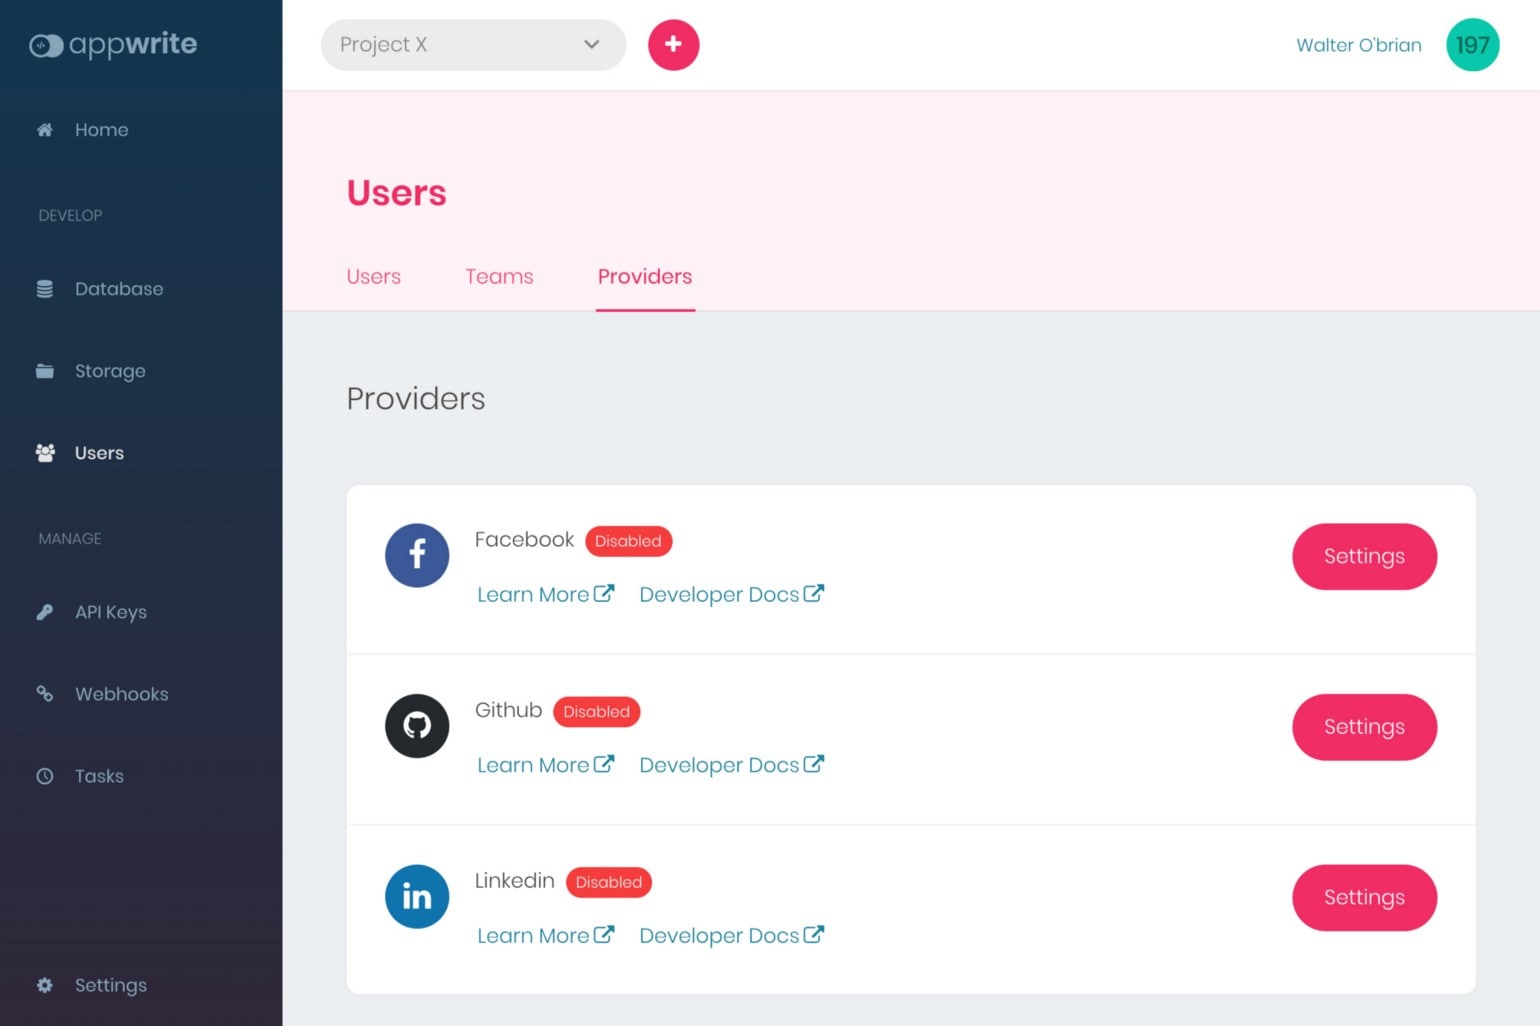 appwrite
Project X
Walter O'brian
197
Home
DEVELOP
Database
Storage
Users
MANAGE
API Keys
Webhooks
Tasks
Settings
Users
Users Teams Providers
Providers
Facebook Disabled
Learn More Developer Docs
Settings
Github Disabled
Learn More Developer Docs
Settings
Linkedin Disabled
Learn More Developer Docs
Settings